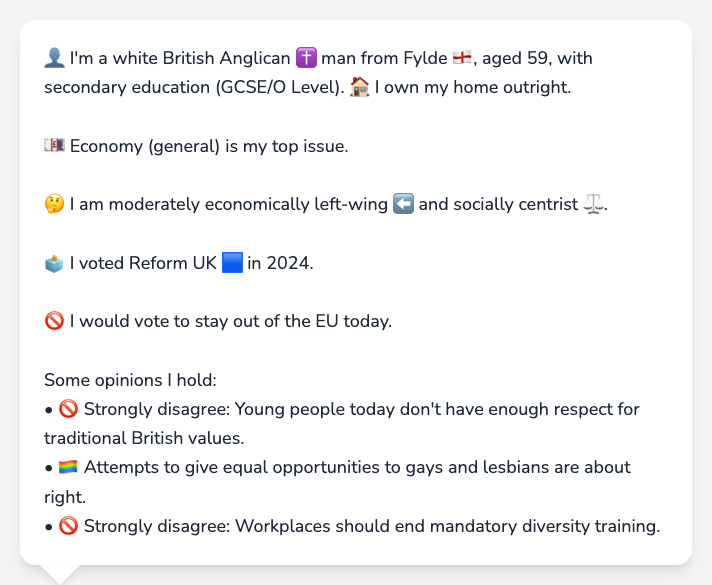 👤 I'm a white British Anglican ✝️ man from Fylde 🏴󠁧󠁢󠁥󠁮󠁧󠁿, aged 59, with
secondary education (GCSE/O Level). 🏠 I own my home outright.
💷 Economy (general) is my top issue.
🤔 I am moderately economically left-wing ⬅️ and socially centrist ⚖️.
🗳️ I voted Reform UK 🟦 in 2024.
🚫 I would vote to stay out of the EU today.
Some opinions I hold:
• 🚫 Strongly disagree: Young people today don't have enough respect for
traditional British values.
• 🏳️‍🌈 Attempts to give equal opportunities to gays and lesbians are about
right.
• 🚫 Strongly disagree: Workplaces should end mandatory diversity training.